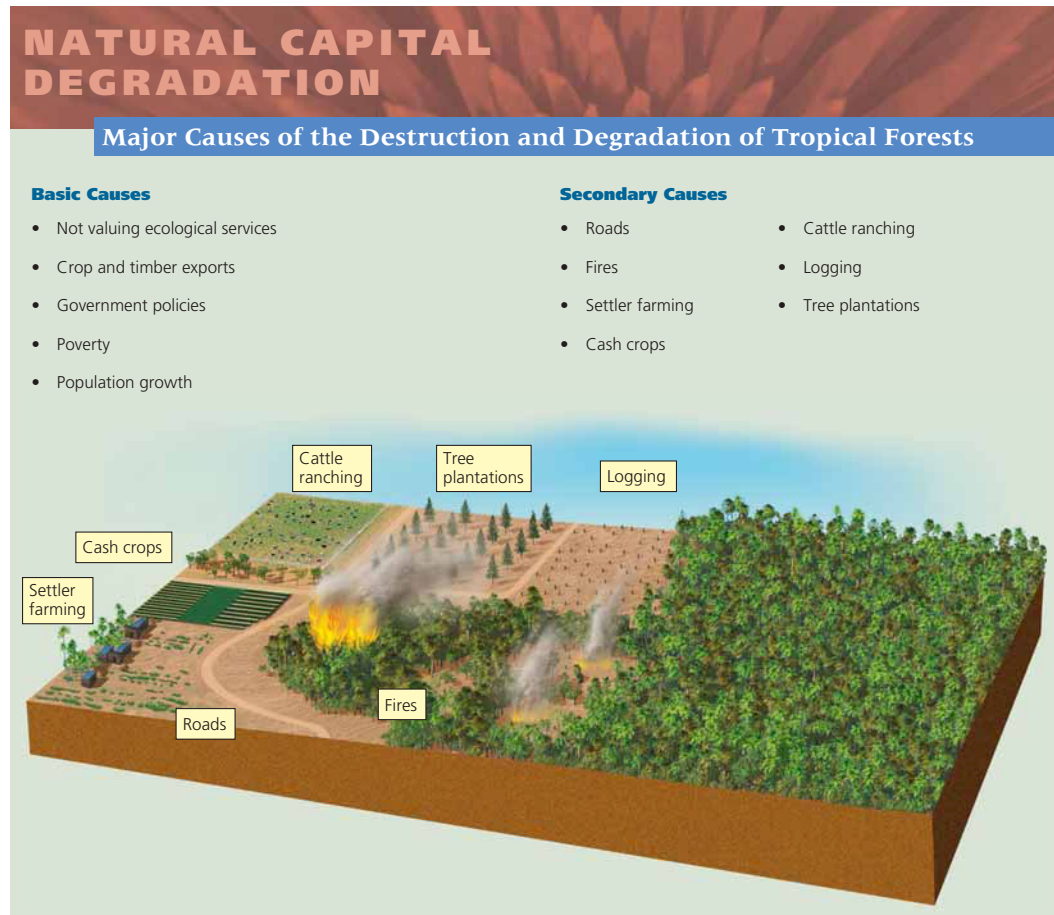 NATURAL CAPITAL
DEGRADATION
Major Causes of the Destruction and Degradation of Tropical Forests
Basic Causes
• Not valuing ecological services
• Crop and timber exports
• Government policies
• Poverty
• Population growth
Secondary Causes
• Roads
• Fires
• Settler farming
• Cash crops
• Cattle ranching
• Logging
• Tree plantations
Cattle
ranching
Tree
plantations
Logging
Cash crops
Settler
farming
Fires
Roads